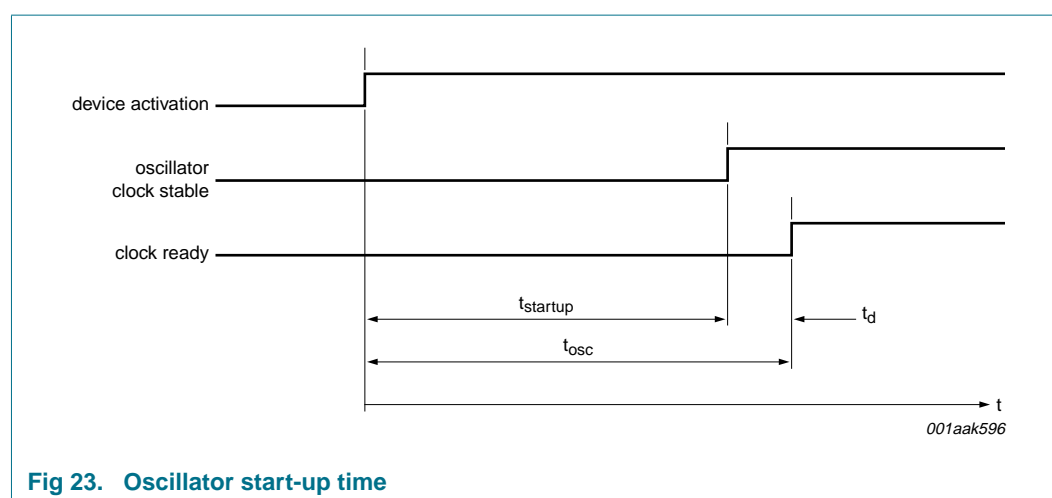 device activation
oscillator
clock stable
clock ready
tstartup
td
tosc
t
001aak596
Fig 23. Oscillator start-up time